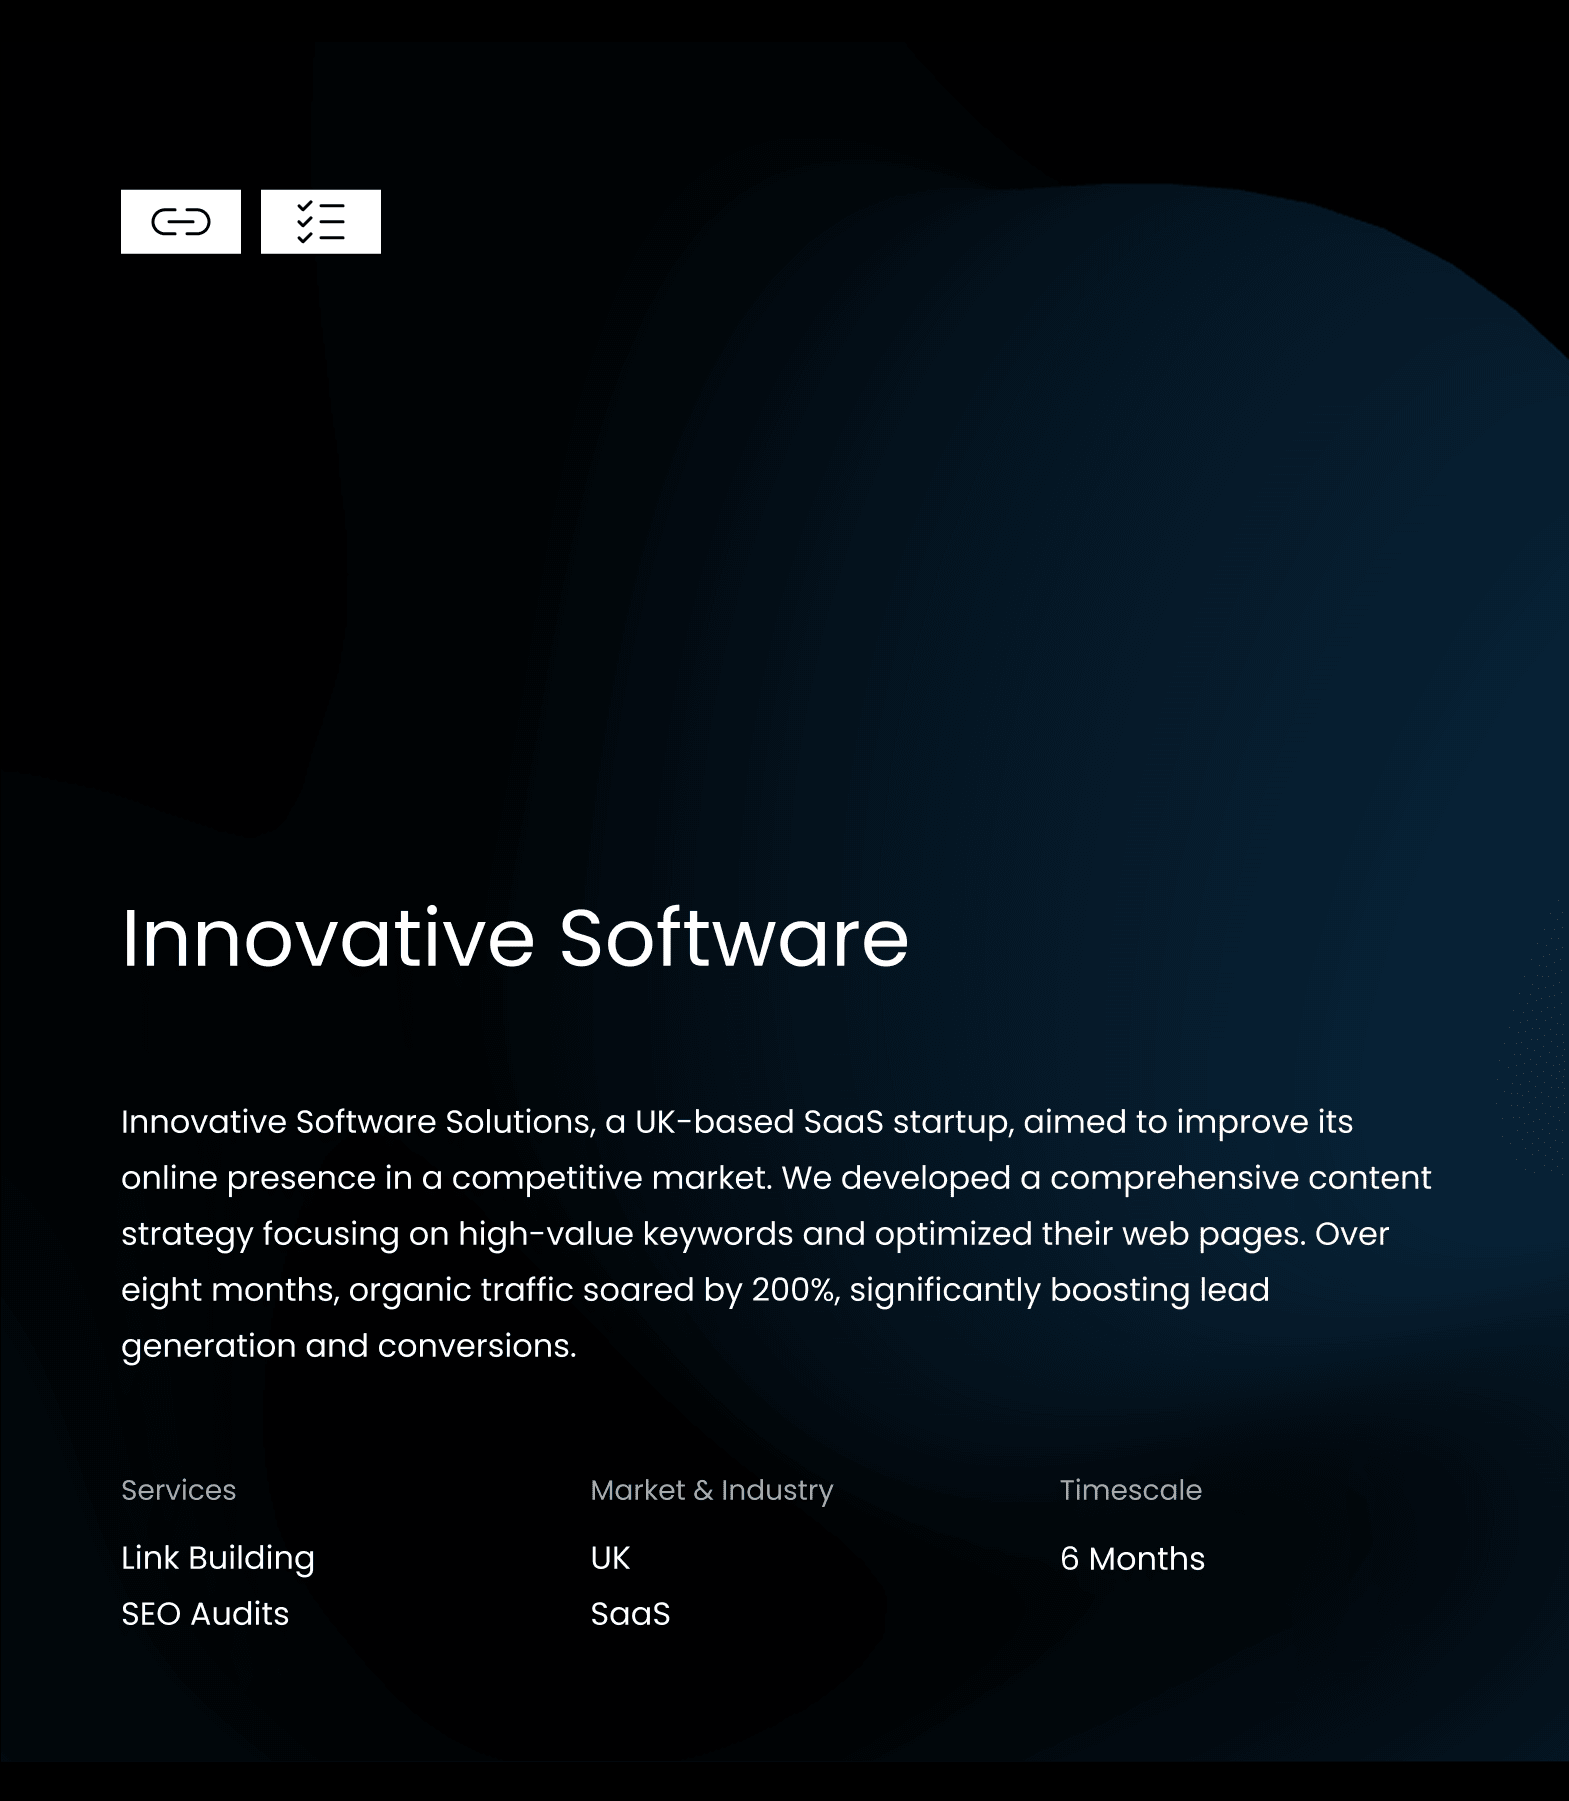 Innovative Software
Innovative Software Solutions, a UK-based SaaS startup, aimed to improve its
online presence in a competitive market. We developed a comprehensive content
strategy focusing on high-value keywords and optimized their web pages. Over
eight months, organic traffic soared by 200%, significantly boosting lead
generation and conversions.
Services
Link Building
SEO Audits
Market & Industry
UK
SaaS
Timescale
6 Months